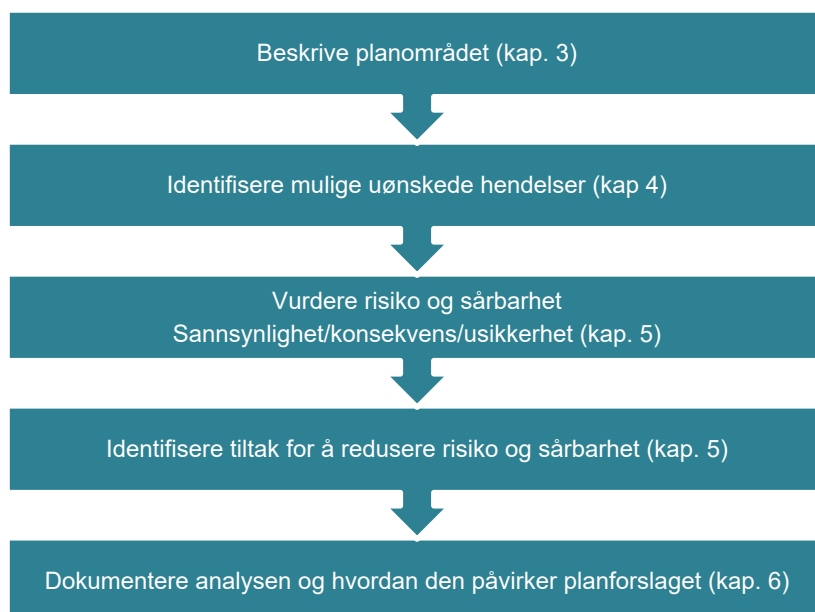 Beskrive planområdet (kap. 3)
Identifisere mulige uønskede hendelser (kap 4)
Vurdere risiko og sårbarhet
Sannsynlighet/konsekvens/usikkerhet (kap. 5)
Identifisere tiltak for å redusere risiko og sårbarhet (kap. 5)
Dokumentere analysen og hvordan den påvirker planforslaget (kap. 6)